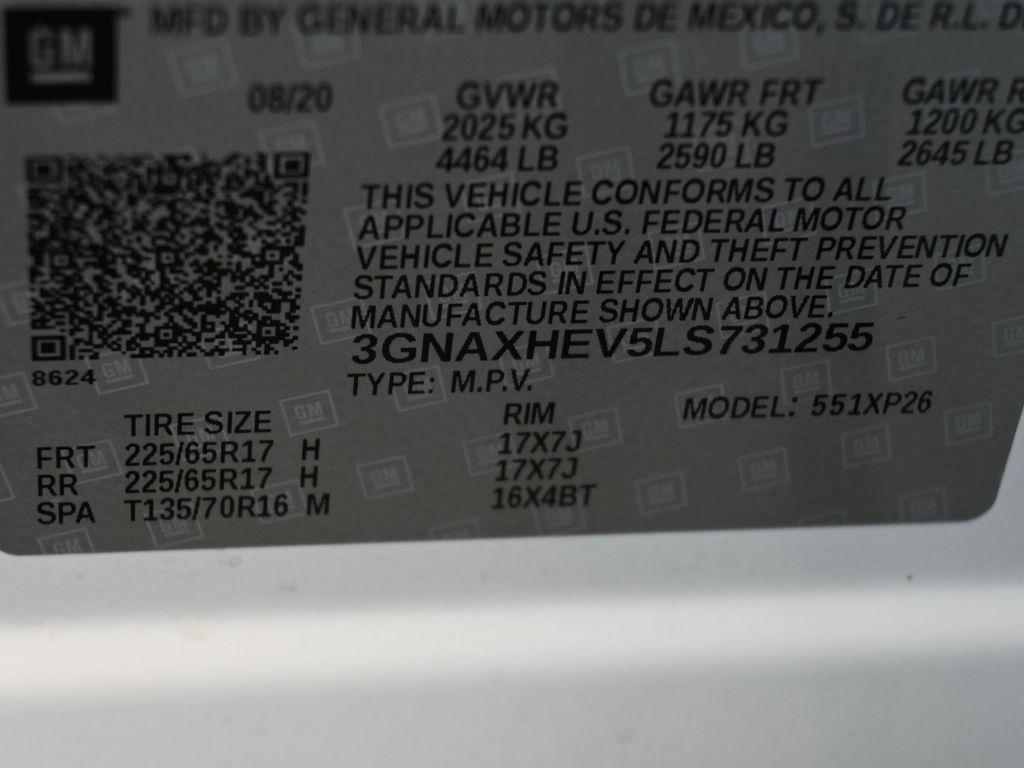 GM
MFD BY GENERAL MOTORS DE MEXICO, S. DE R.L.
08/20 GVWR GAWR FRT GAWR
2025 KG 1175 KG 1200 KG
4464 LB 2590 LB 2645 LB
THIS VEHICLE CONFORMS TO ALL
APPLICABLE U.S. FEDERAL MOTOR
VEHICLE SAFETY AND THEFT PREVENTION
STANDARDS IN EFFECT ON THE DATE OF
MANUFACTURE SHOWN ABOVE.
3GNAXHEV5LS731255
8624
TYPE: M.P.V.
TIRE SIZE RIM MODEL: 551XP26
FRT 225/65R17 H 17X7J
RR 225/65R17 H 17X7J
SPA T135/70R16 M 16X4BT